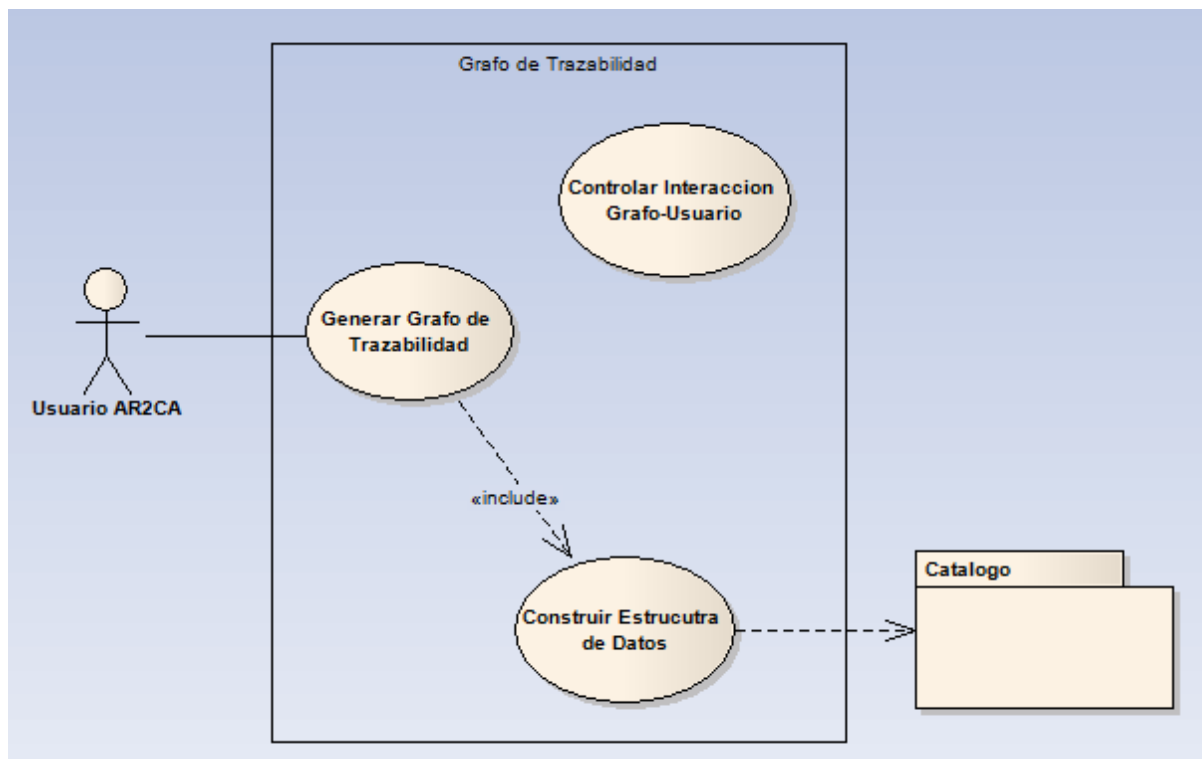 Grafo de Trazabilidad
Controlar Interaccion
Grafo-Usuario
Generar Grafo de
Trazabilidad
Usuario AR2CA
«include»
Catalogo
Construir Estrucutra
de Datos